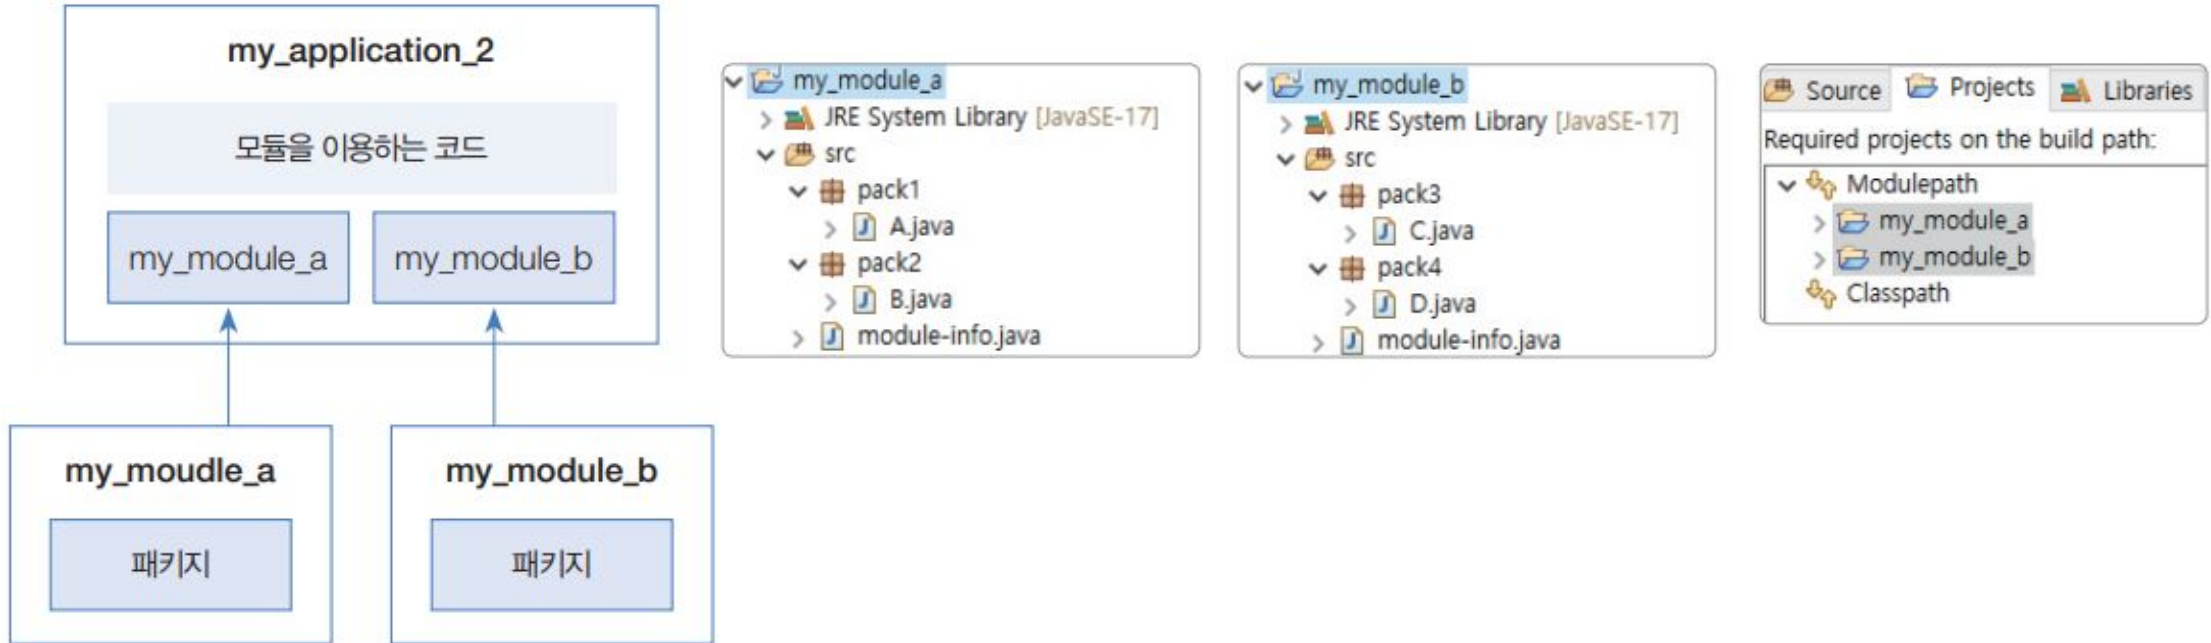 my_application_2
모듈을 이용하는 코드
my_module_a
my_module_b
my_moudle_a
패키지
my_module_b
패키지
my_module_a
JRE System Library [JavaSE-17]
src
pack1
A.java
pack2
B.java
module-info.java
my_module_b
JRE System Library [JavaSE-17]
src
pack3
C.java
pack4
D.java
module-info.java
Source Projects Libraries
Required projects on the build path:
Modulepath
my_module_a
my_module_b
Classpath